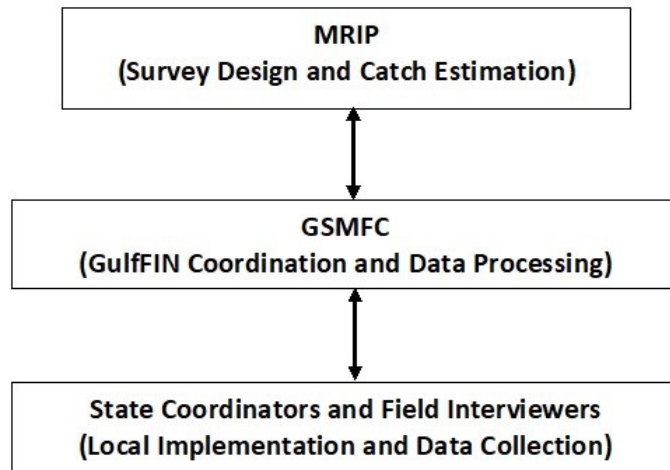 MRIP
(Survey Design and Catch Estimation)
GSMFC
(GulfFIN Coordination and Data Processing)
State Coordinators and Field Interviewers
(Local Implementation and Data Collection)